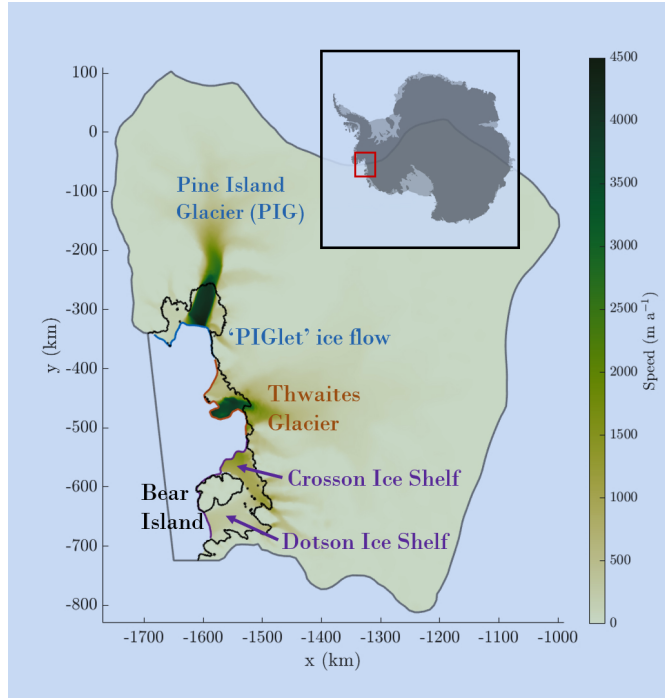 100
0
-100
-200
-300
-400
-500
-600
-700
-800
y (km)
-1700
-1600
-1500
-1400
-1300
-1200
-1100
-1000
x (km)
Pine Island
Glacier (PIG)
‘PIGlet’ ice flow
Thwaites
Glacier
Crosson Ice Shelf
Bear
Island
Dotson Ice Shelf
4500
4000
3500
3000
2500
2000
1500
1000
500
0
Speed (m a⁻¹)